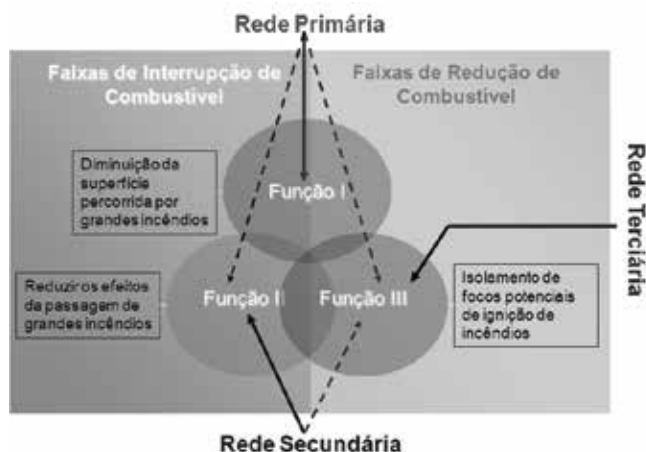 Rede Primária
Faixas de Interrupção de
Combustível
Faixas de Redução de
Combustível
Diminuição da
superfície
percorrida por
grandes incêndios
Função I
Reduzir os efeitos
da passagem de
grandes incêndios
Função II
Função III
Isolamento de
focos potenciais
de ignição de
incêndios
Rede Terciária
Rede Secundária